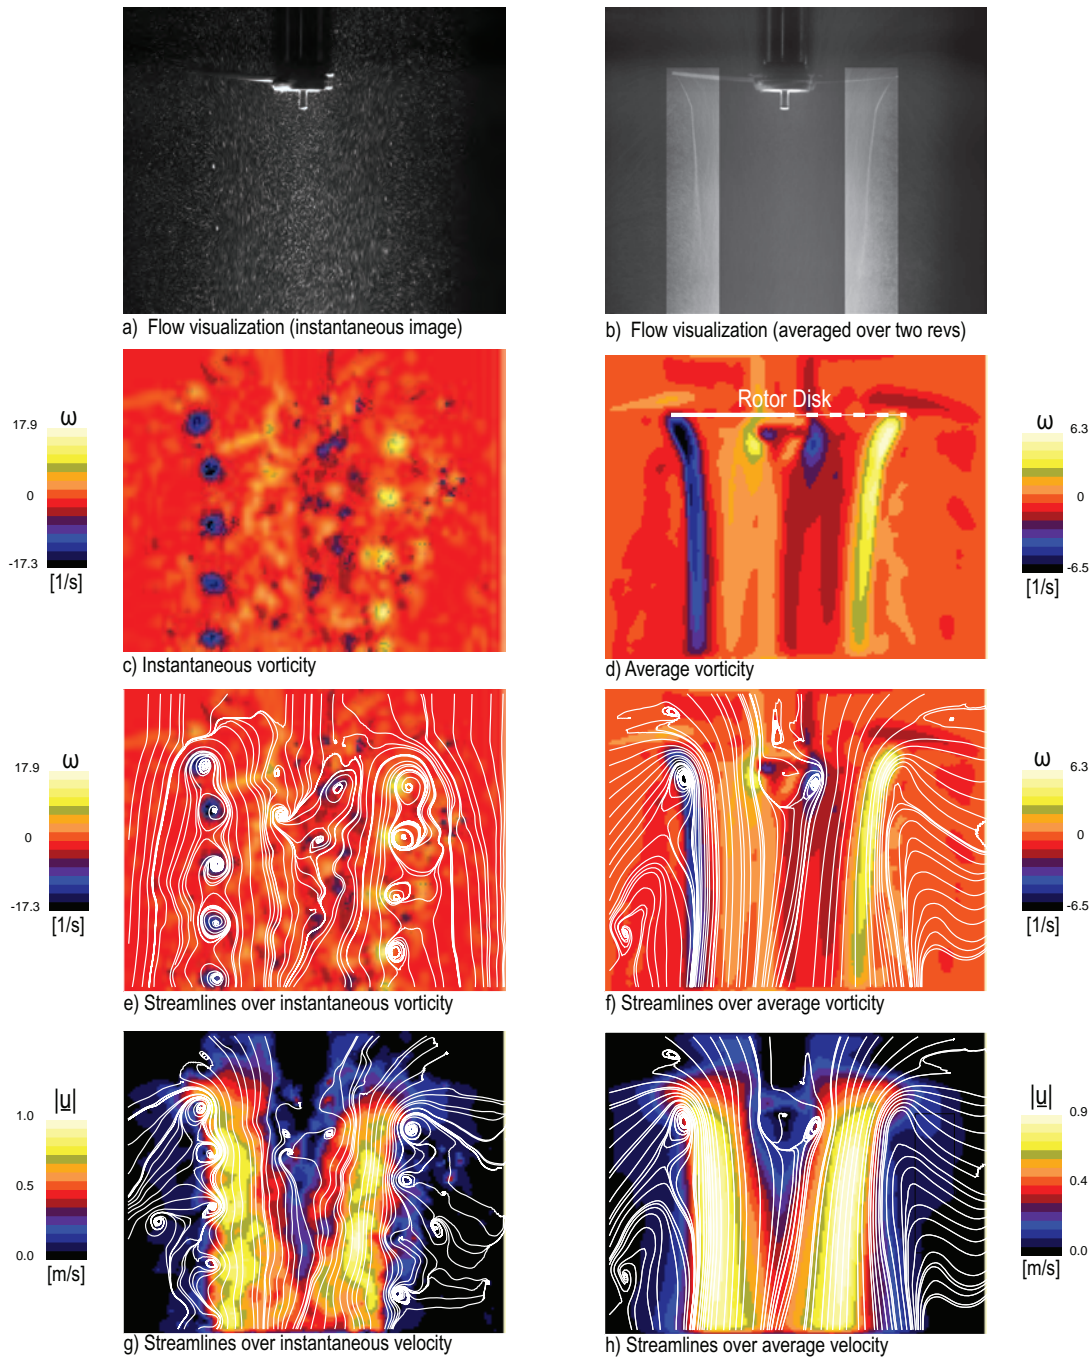 a) Flow visualization (instantaneous image)
b) Flow visualization (averaged over two revs)
ω
17.9
0
-17.3
[1/s]
c) Instantaneous vorticity
Rotor Disk
ω
6.3
0
-6.5
[1/s]
d) Average vorticity
ω
17.9
0
-17.3
[1/s]
e) Streamlines over instantaneous vorticity
ω
6.3
0
-6.5
[1/s]
f) Streamlines over average vorticity
|u|
1.0
0.5
0.0
[m/s]
g) Streamlines over instantaneous velocity
|u|
0.9
0.4
0.0
[m/s]
h) Streamlines over average velocity